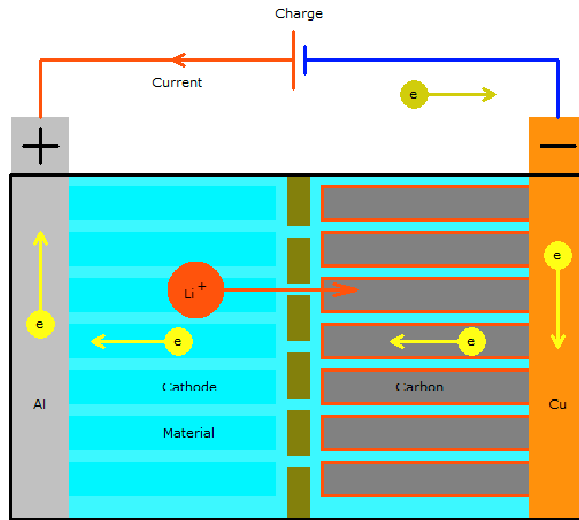 Charge
Current
e
+
−
e
Li+
e
e
e
Cathode
Carbon
Al
Cu
Material